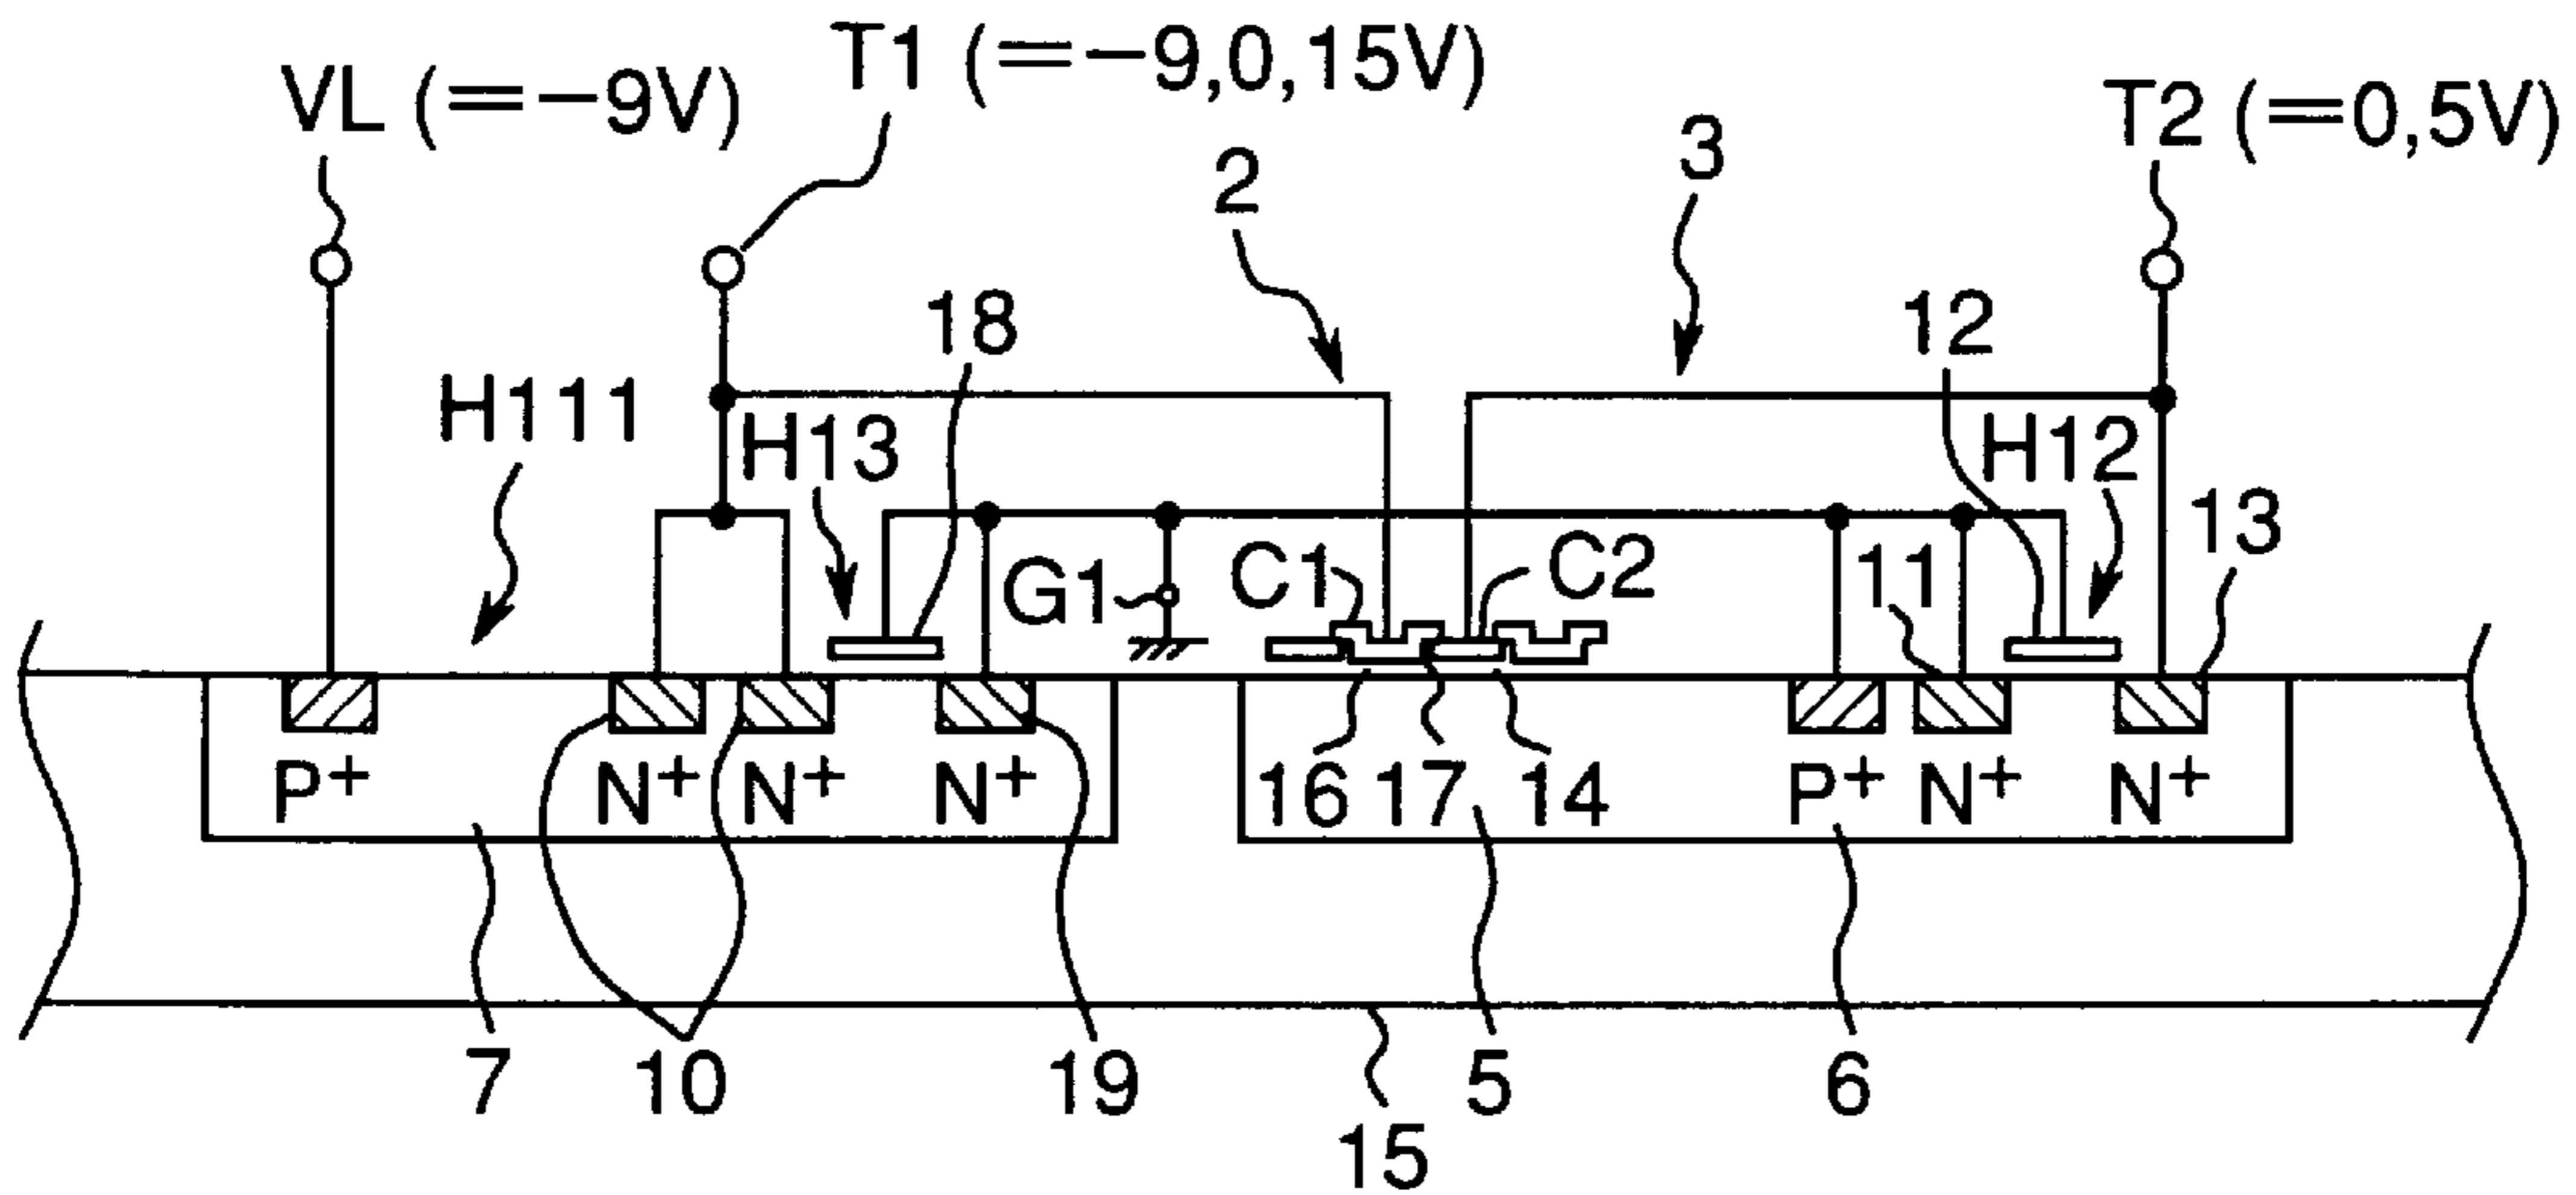 VL (=−9V)
T1 (=−9,0,15V)
T2 (=0,5V)
2
3
18
12
H111
H13
H12
13
G1
C1
C2
11
P+
N+
N+
N+
16
17
14
P+
N+
N+
7
10
19
5
6
15